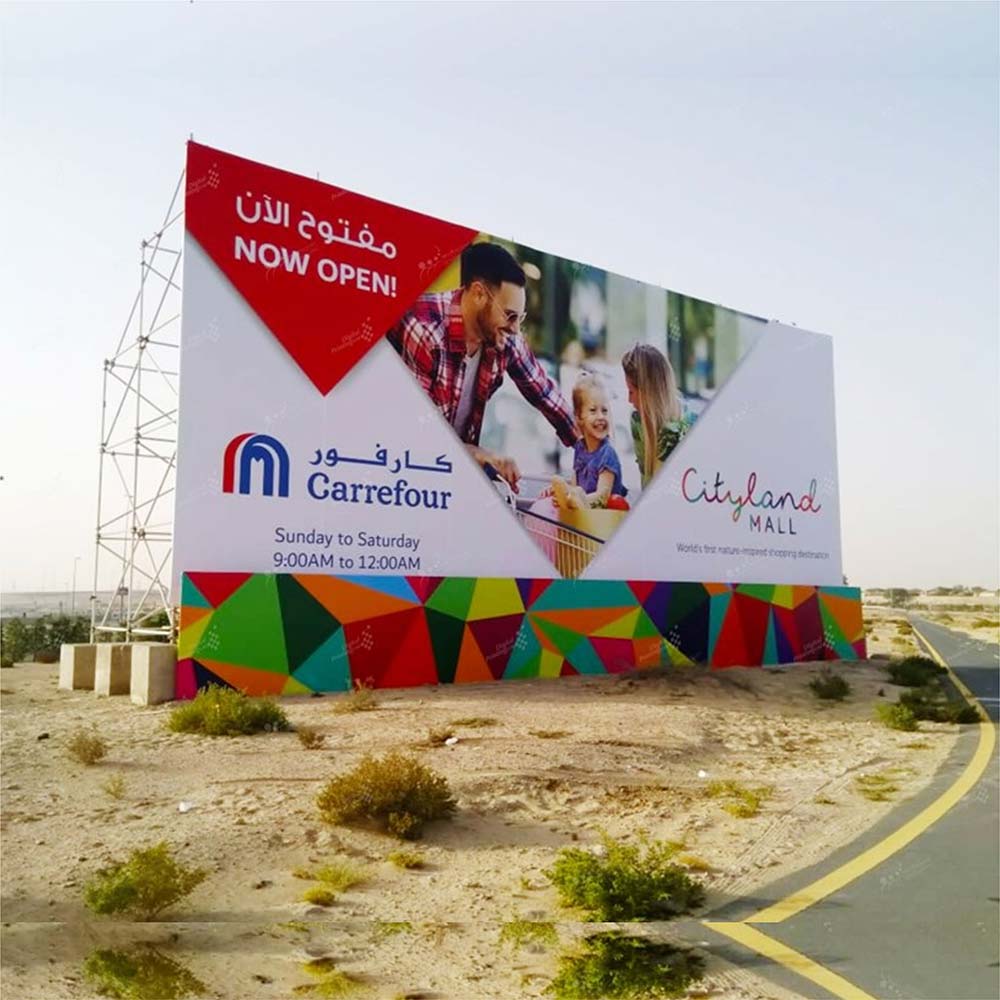 مفتوح الآن
NOW OPEN!
كارفور
Carrefour
Sunday to Saturday
9:00AM to 12:00AM
Cityland
MALL
World's first nature-inspired shopping destination